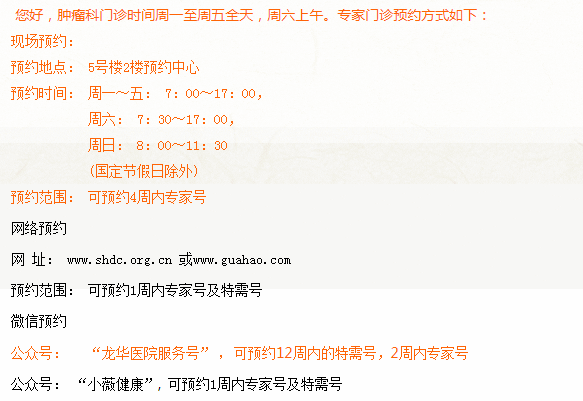 您好，肿瘤科门诊时间周一至周五全天，周六上午。专家门诊预约方式如下：
现场预约：
预约地点： 5号楼2楼预约中心
预约时间： 周一～五： 7：00～17：00，
周六： 7：30～17：00，
周日： 8：00～11：30
(国定节假日除外)
预约范围： 可预约4周内专家号
网络预约
网 址： www.shdc.org.cn 或www.guahao.com
预约范围： 可预约1周内专家号及特需号
微信预约
公众号： “龙华医院服务号”，可预约12周内的特需号，2周内专家号
公众号： “小薇健康”，可预约1周内专家号及特需号